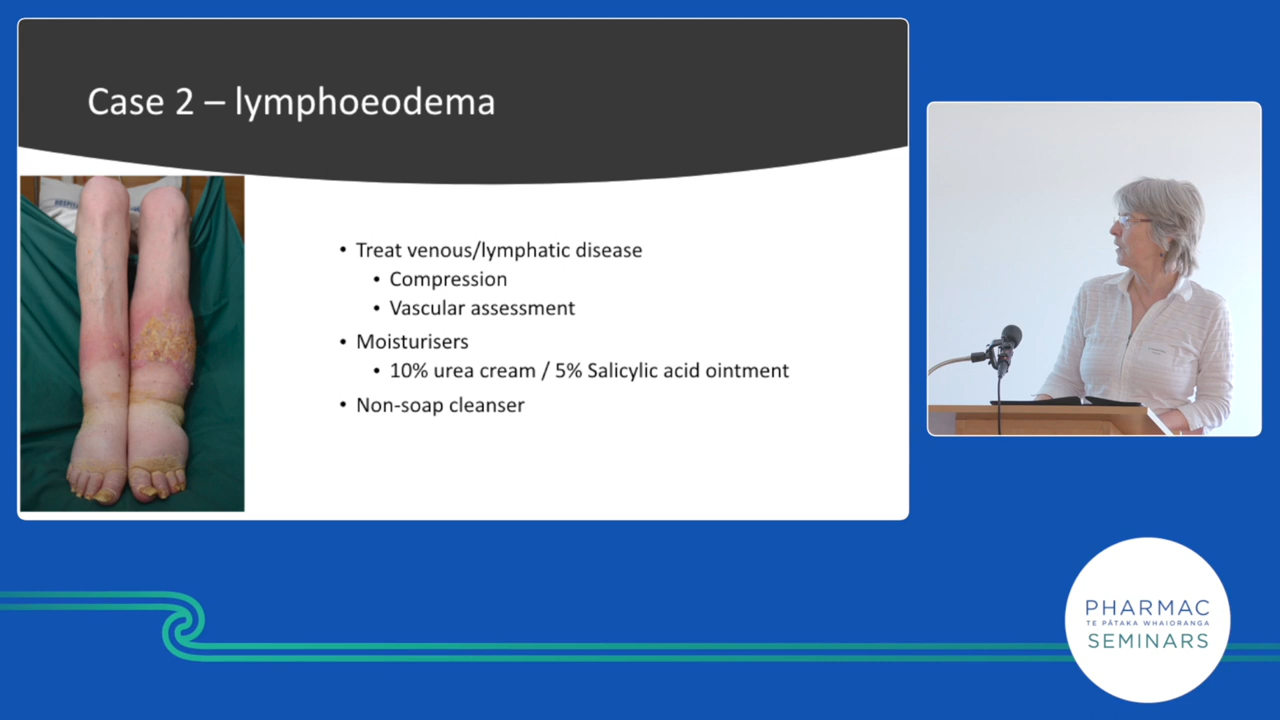 Case 2 – lymphoeodema
• Treat venous/lymphatic disease
• Compression
• Vascular assessment
• Moisturisers
• 10% urea cream / 5% Salicylic acid ointment
• Non-soap cleanser
PHARMAC
TE PĀTAKA WHAIORANGA
SEMINARS